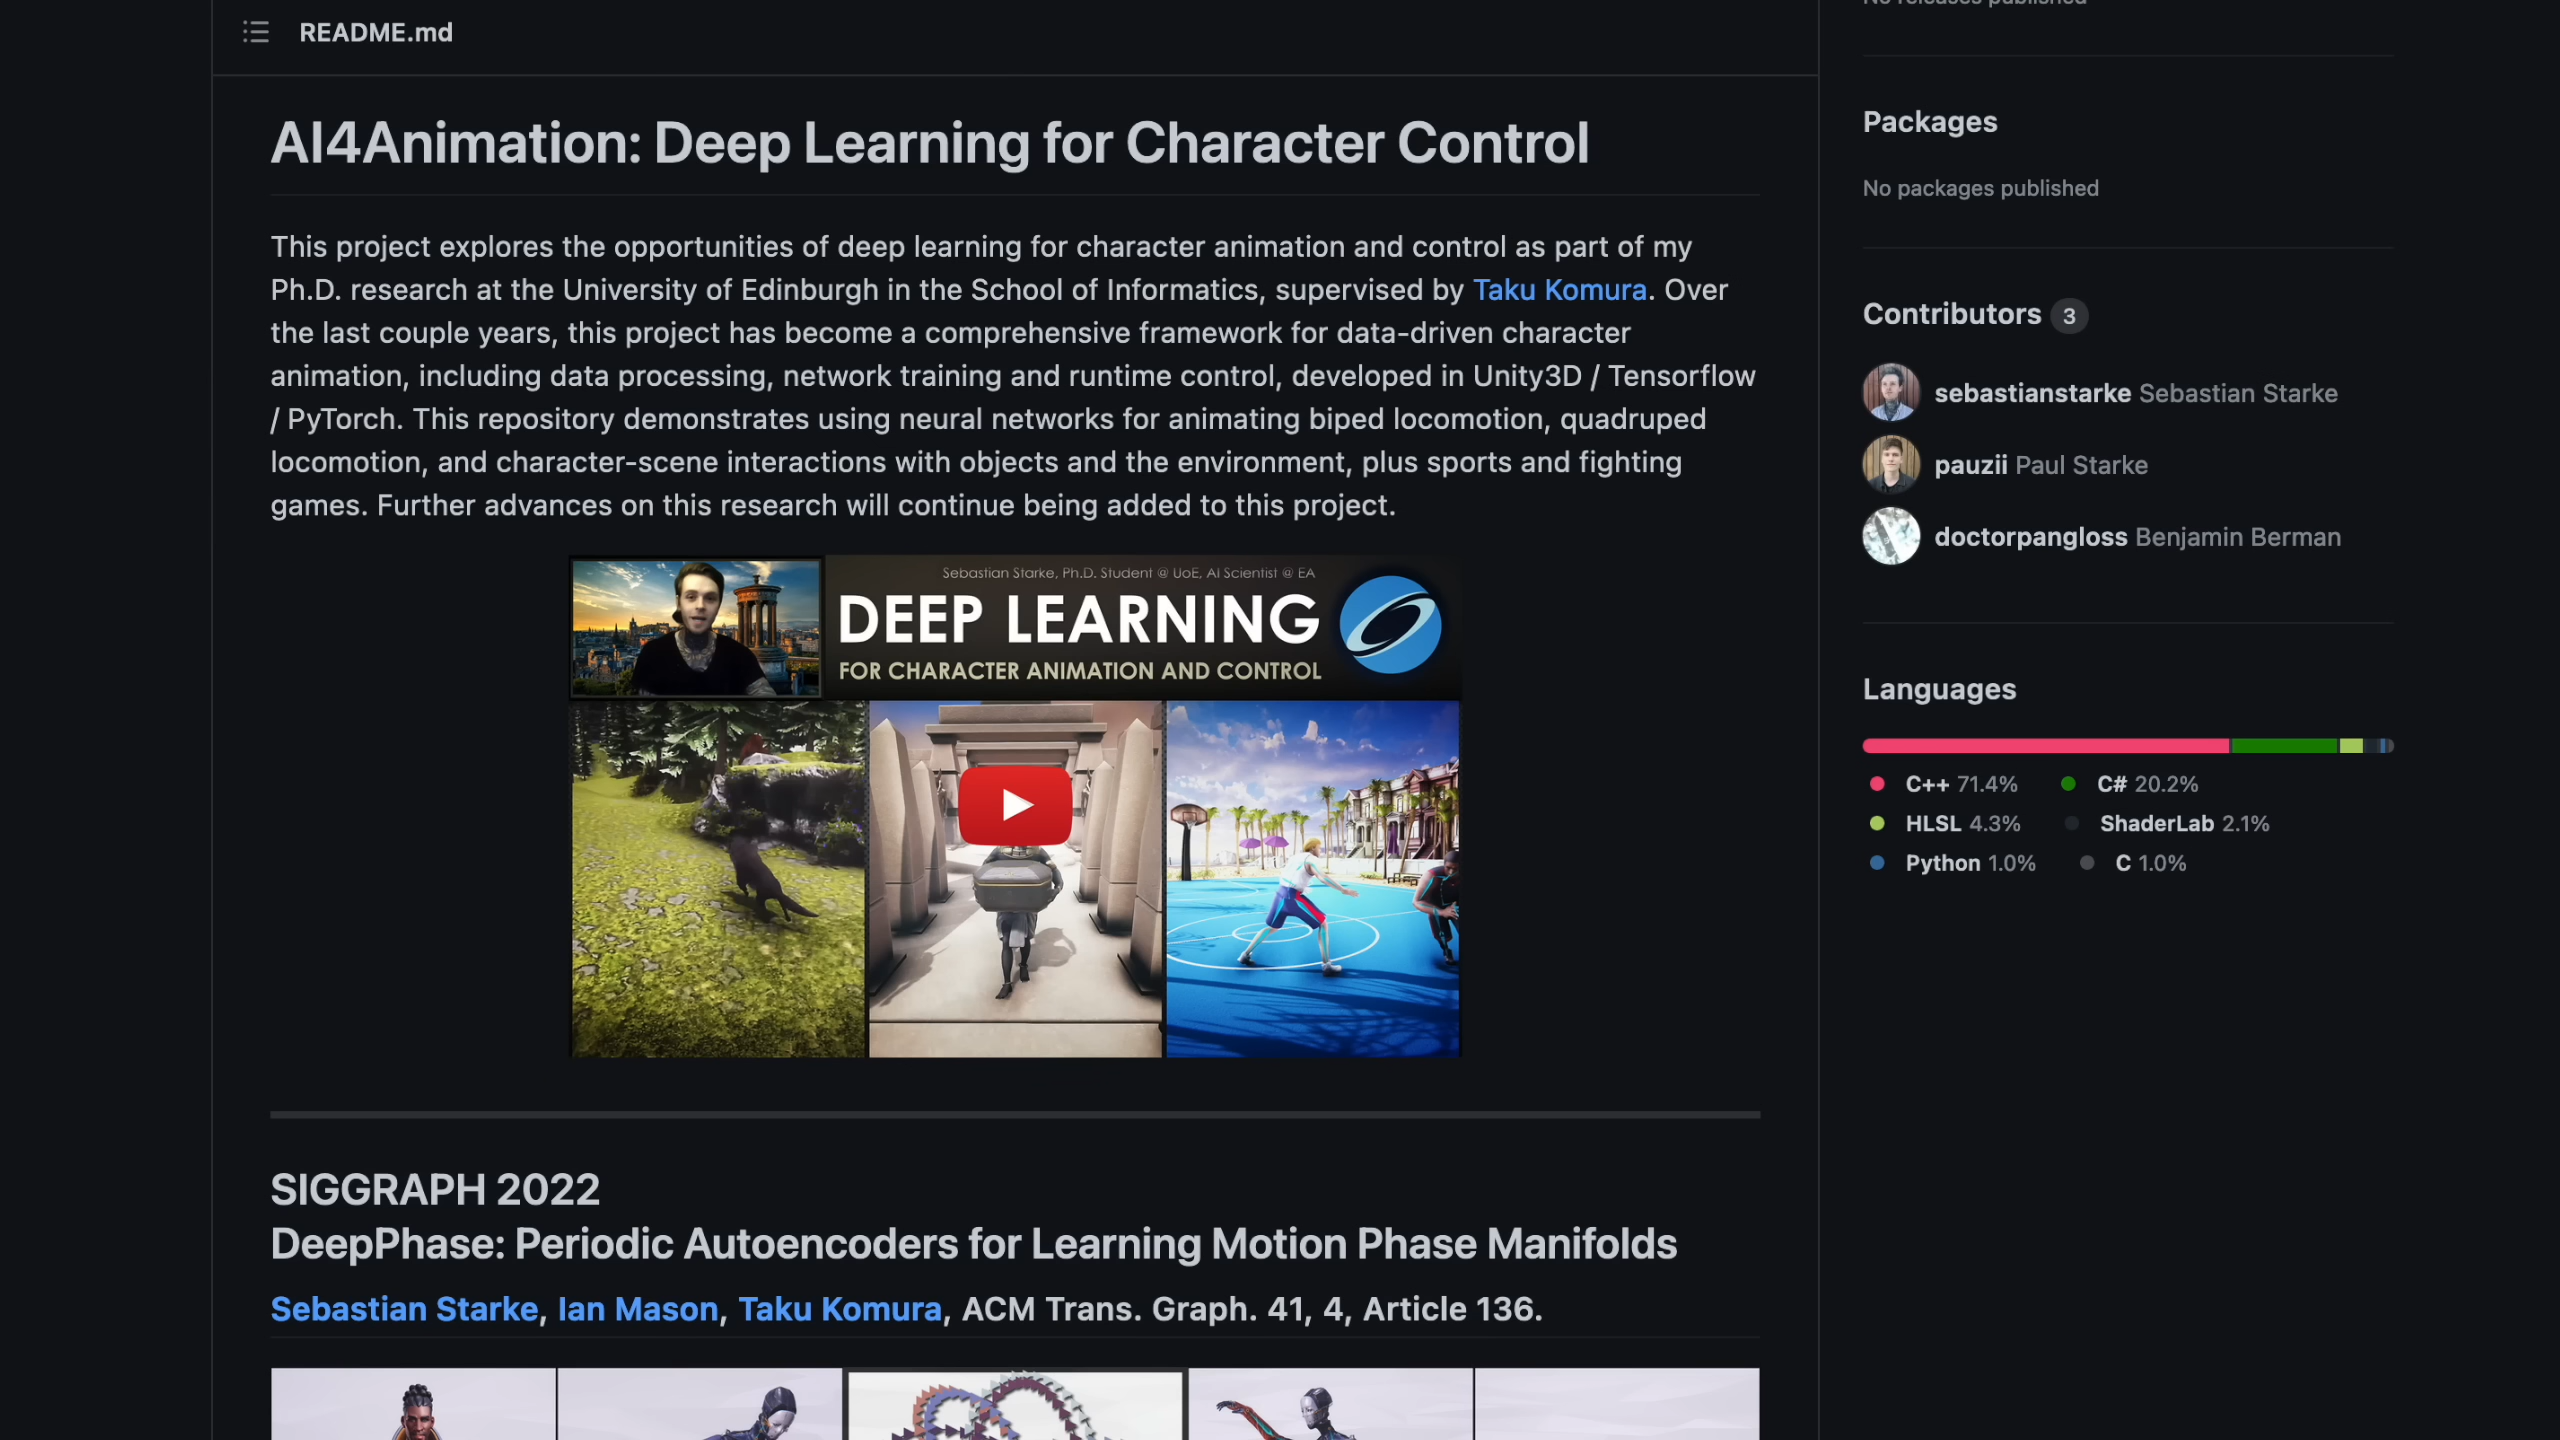 No releases published
README.md
AI4Animation: Deep Learning for Character Control
This project explores the opportunities of deep learning for character animation and control as part of my
Ph.D. research at the University of Edinburgh in the School of Informatics, supervised by Taku Komura. Over
the last couple years, this project has become a comprehensive framework for data-driven character
animation, including data processing, network training and runtime control, developed in Unity3D / Tensorflow
/ PyTorch. This repository demonstrates using neural networks for animating biped locomotion, quadruped
locomotion, and character-scene interactions with objects and the environment, plus sports and fighting
games. Further advances on this research will continue being added to this project.
Sebastian Starke, Ph.D. Student @ UoE, AI Scientist @ EA
DEEP LEARNING
FOR CHARACTER ANIMATION AND CONTROL
SIGGRAPH 2022
DeepPhase: Periodic Autoencoders for Learning Motion Phase Manifolds
Sebastian Starke, Ian Mason, Taku Komura, ACM Trans. Graph. 41, 4, Article 136.
Packages
No packages published
Contributors 3
sebastianstarke Sebastian Starke
pauzii Paul Starke
doctorpangloss Benjamin Berman
Languages
C++ 71.4%
C# 20.2%
HLSL 4.3%
ShaderLab 2.1%
Python 1.0%
C 1.0%